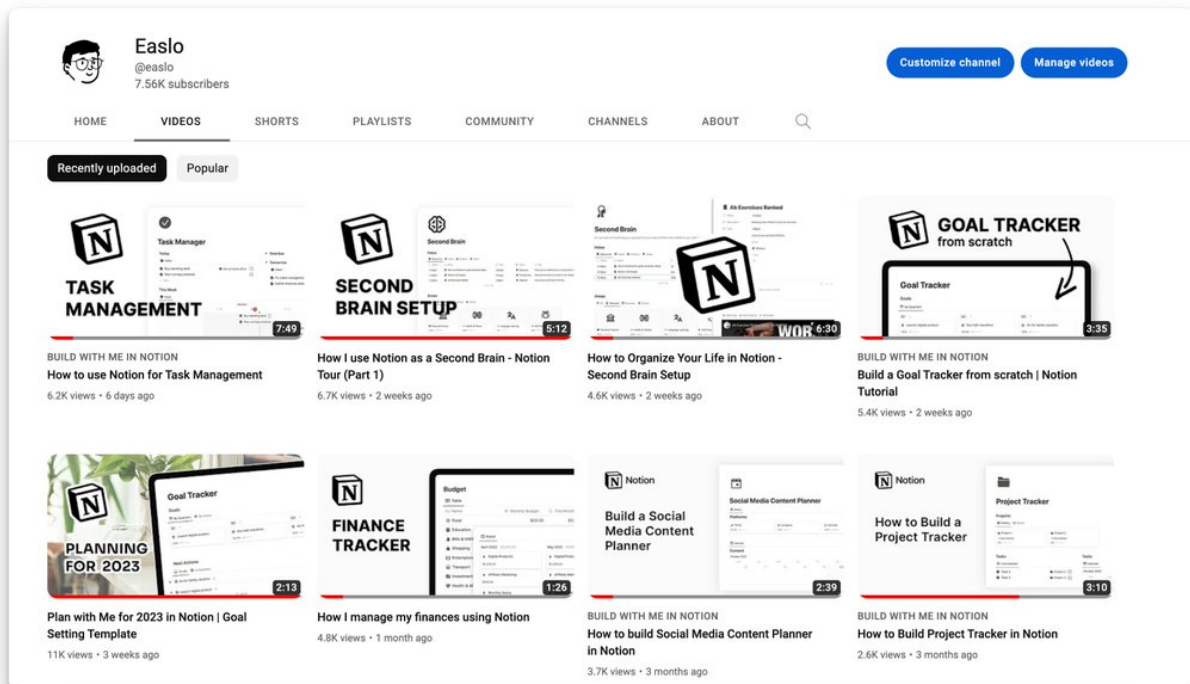 Easlo
@easlo
7.56K subscribers
Customize channel
Manage videos
HOME
VIDEOS
SHORTS
PLAYLISTS
COMMUNITY
CHANNELS
ABOUT
Recently uploaded
Popular
Task Manager
TASK
MANAGEMENT
7:49
Second Brain
SECOND
BRAIN SETUP
5:12
Second Brain
Ab Exercises Ranked
WOR
6:30
GOAL TRACKER
from scratch
Goal Tracker
Goals
3:35
BUILD WITH ME IN NOTION
How to use Notion for Task Management
6.2K views • 6 days ago
How I use Notion as a Second Brain - Notion
Tour (Part 1)
6.7K views • 2 weeks ago
How to Organize Your Life in Notion -
Second Brain Setup
4.6K views • 2 weeks ago
BUILD WITH ME IN NOTION
Build a Goal Tracker from scratch | Notion
Tutorial
5.4K views • 2 weeks ago
Goal Tracker
Goals
PLANNING
FOR 2023
2:13
Budget
FINANCE
TRACKER
1:26
Notion
Build a Social
Media Content
Planner
Social Media Content Planner
Platforms
2:39
Notion
How to Build a
Project Tracker
Project Tracker
Projects
Tasks
3:10
Plan with Me for 2023 in Notion | Goal
Setting Template
11K views • 3 weeks ago
How I manage my finances using Notion
4.8K views • 1 month ago
BUILD WITH ME IN NOTION
How to build Social Media Content Planner
in Notion
3.7K views • 3 months ago
BUILD WITH ME IN NOTION
How to Build Project Tracker in Notion
2.6K views • 3 months ago